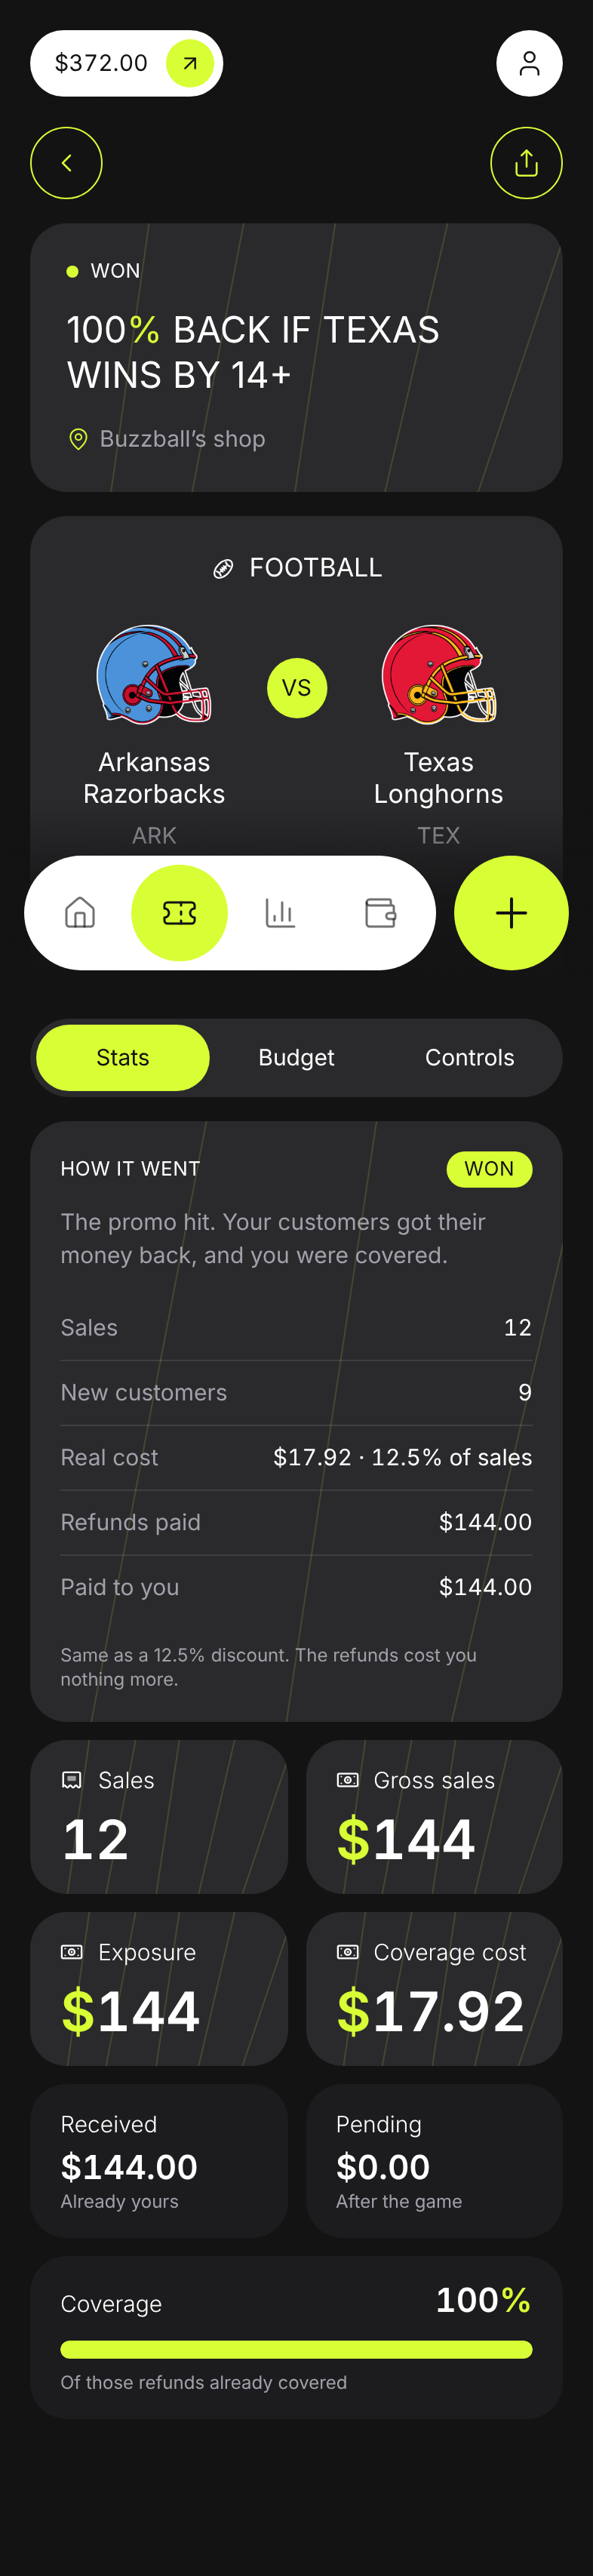 $372.00
WON
100% BACK IF TEXAS
WINS BY 14+
Buzzball’s shop
FOOTBALL
VS
Arkansas
Razorbacks
Texas
Longhorns
ARK
TEX
Stats
Budget
Controls
HOW IT WENT
WON
The promo hit. Your customers got their
money back, and you were covered.
Sales
12
New customers
9
Real cost
$17.92 · 12.5% of sales
Refunds paid
$144.00
Paid to you
$144.00
Same as a 12.5% discount. The refunds cost you
nothing more.
Sales
12
Gross sales
$144
Exposure
$144
Coverage cost
$17.92
Received
$144.00
Already yours
Pending
$0.00
After the game
Coverage
100%
Of those refunds already covered